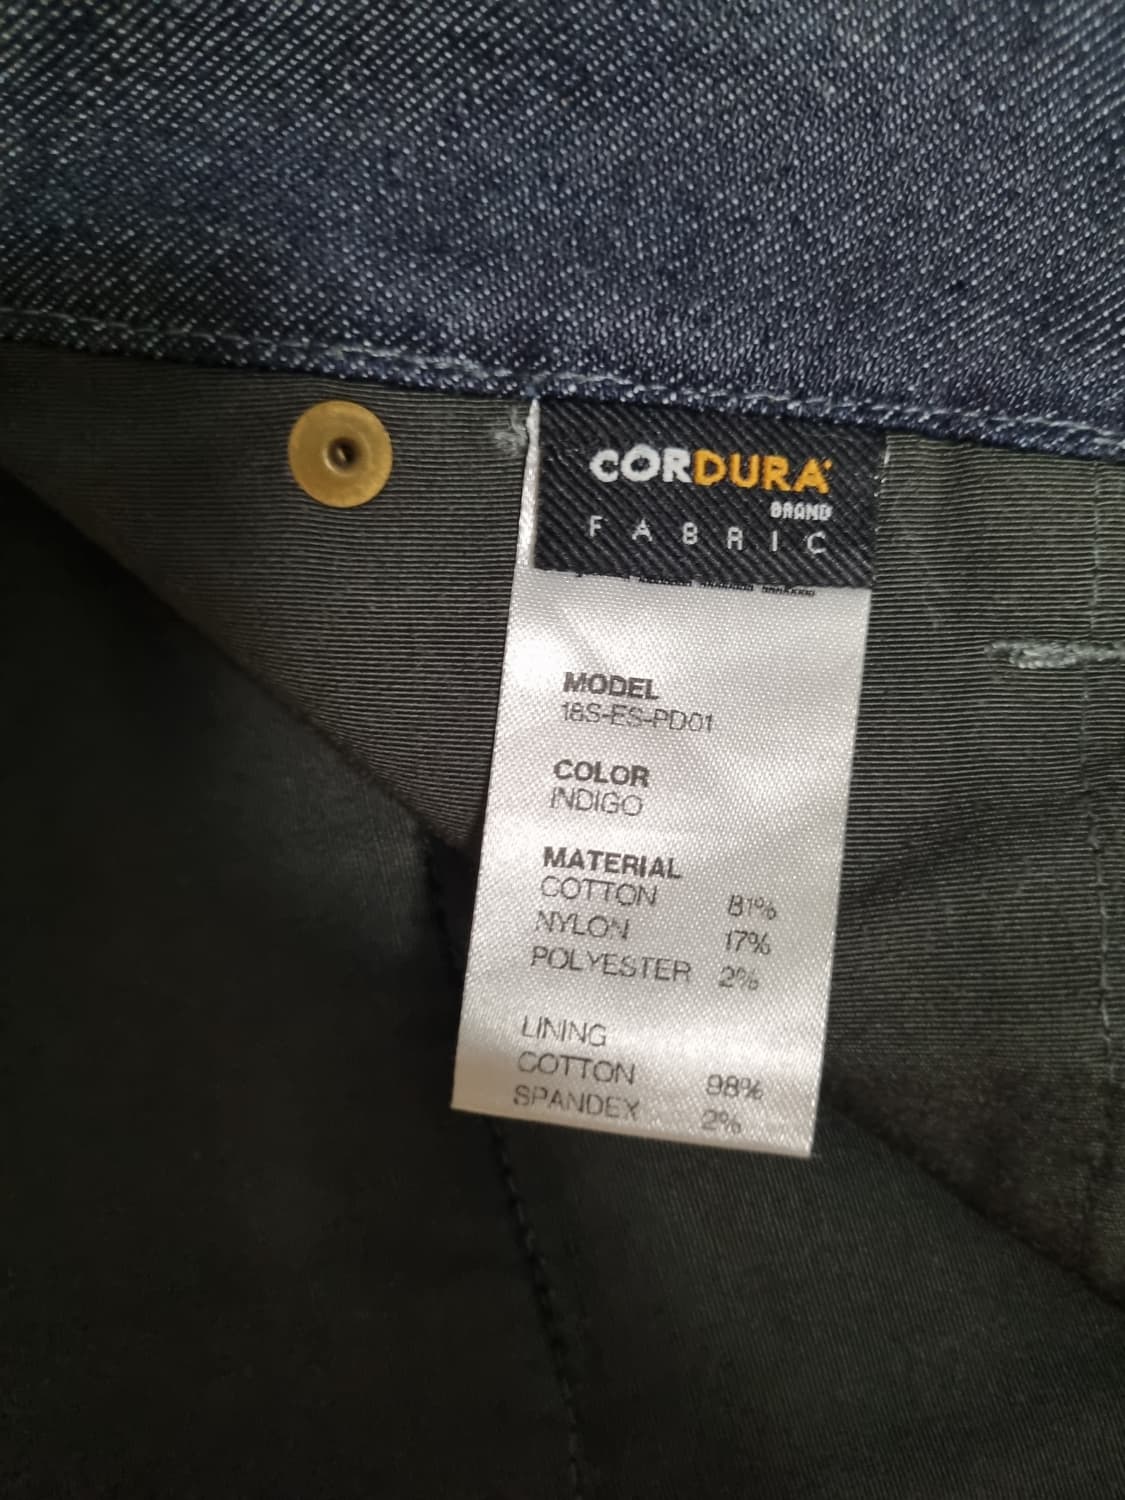 CORDURA
BRAND
FABRIC
MODEL
18S-ES-PD01
COLOR
INDIGO
MATERIAL
COTTON 81%
NYLON 17%
POLYESTER 2%
LINING
COTTON 98%
SPANDEX 2%